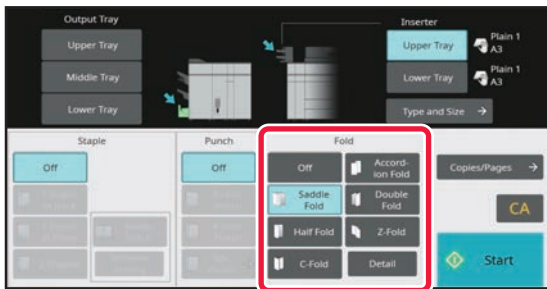 Output Tray
Upper Tray
Middle Tray
Lower Tray
Inserter
Upper Tray
Plain 1
A3
Lower Tray
Plain 1
A3
Type and Size
Staple
Off
Punch
Off
Fold
Off
Accord-
ion Fold
Saddle
Fold
Double
Fold
Half Fold
Z-Fold
C-Fold
Detail
Copies/Pages
CA
Start